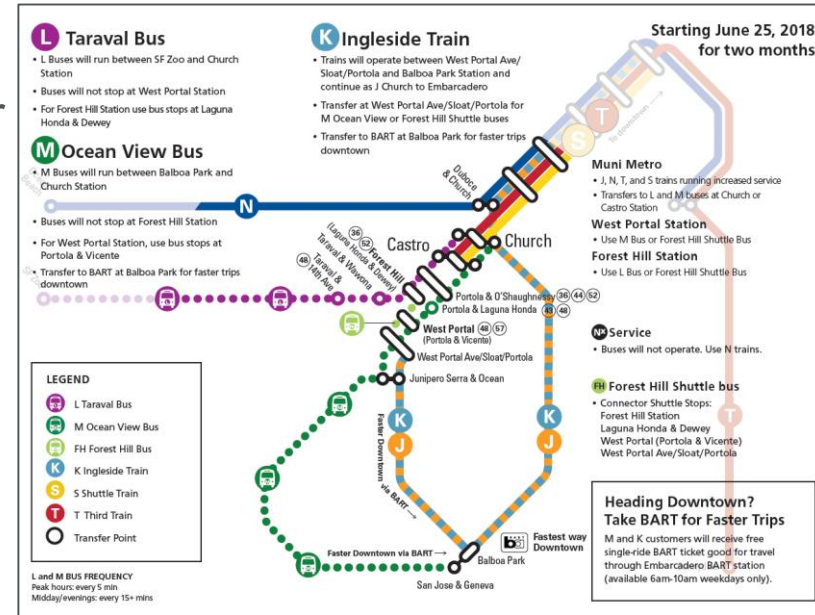 L Taraval Bus
• L Buses will run between SF Zoo and Church
Station
• Buses will not stop at West Portal Station
• For Forest Hill Station use bus stops at Laguna
Honda & Dewey
M Ocean View Bus
• M Buses will run between Balboa Park and
Church Station
• Buses will not stop at Forest Hill Station
• For West Portal Station, use bus stops at
Portola & Vicente
• Transfer to BART at Balboa Park for faster trips
downtown
K Ingleside Train
• Trains will operate between West Portal Ave/
Sloat/Portola and Balboa Park Station and
continue as J Church to Embarcadero
• Transfer at West Portal Ave/Sloat/Portola for
M Ocean View or Forest Hill Shuttle buses
• Transfer to BART at Balboa Park for faster trips
downtown
Starting June 25, 2018
for two months
S
T
To downtown
Muni Metro
• J, N, T, and S trains running increased service
• Transfers to L and M buses at Church or
Castro Station
West Portal Station
• Use M Bus or Forest Hill Shuttle Bus
Forest Hill Station
• Use L Bus or Forest Hill Shuttle Bus
NX Service
• Buses will not operate. Use N trains.
FH Forest Hill Shuttle bus
• Connector Shuttle Stops:
Forest Hill Station
Laguna Honda & Dewey
West Portal (Portola & Vicente)
West Portal Ave/Sloat/Portola
T
Heading Downtown?
Take BART for Faster Trips
M and K customers will receive free
single-ride BART ticket good for travel
through Embarcadero BART station
(available 6am-10am weekdays only).
N
Duboce
& Church
Castro
Church
36
52 Forest Hill
(Laguna Honda & Dewey)
Taraval & Wawona
48 Taraval &
14th Ave
Portola & O'Shaughnessy 36 44 52
Portola & Laguna Honda 43 48
West Portal 48 57
(Portola & Vicente)
West Portal Ave/Sloat/Portola
Junipero Serra & Ocean
K
J
K
J
Faster Downtown
via BART
Faster Downtown via BART
Fastest way
Downtown
Balboa Park
San Jose & Geneva
LEGEND
L Taraval Bus
M Ocean View Bus
FH Forest Hill Bus
K Ingleside Train
S S Shuttle Train
T T Third Train
Transfer Point
L and M BUS FREQUENCY
Peak hours: every 5 min
Midday/evenings: every 15+ mins